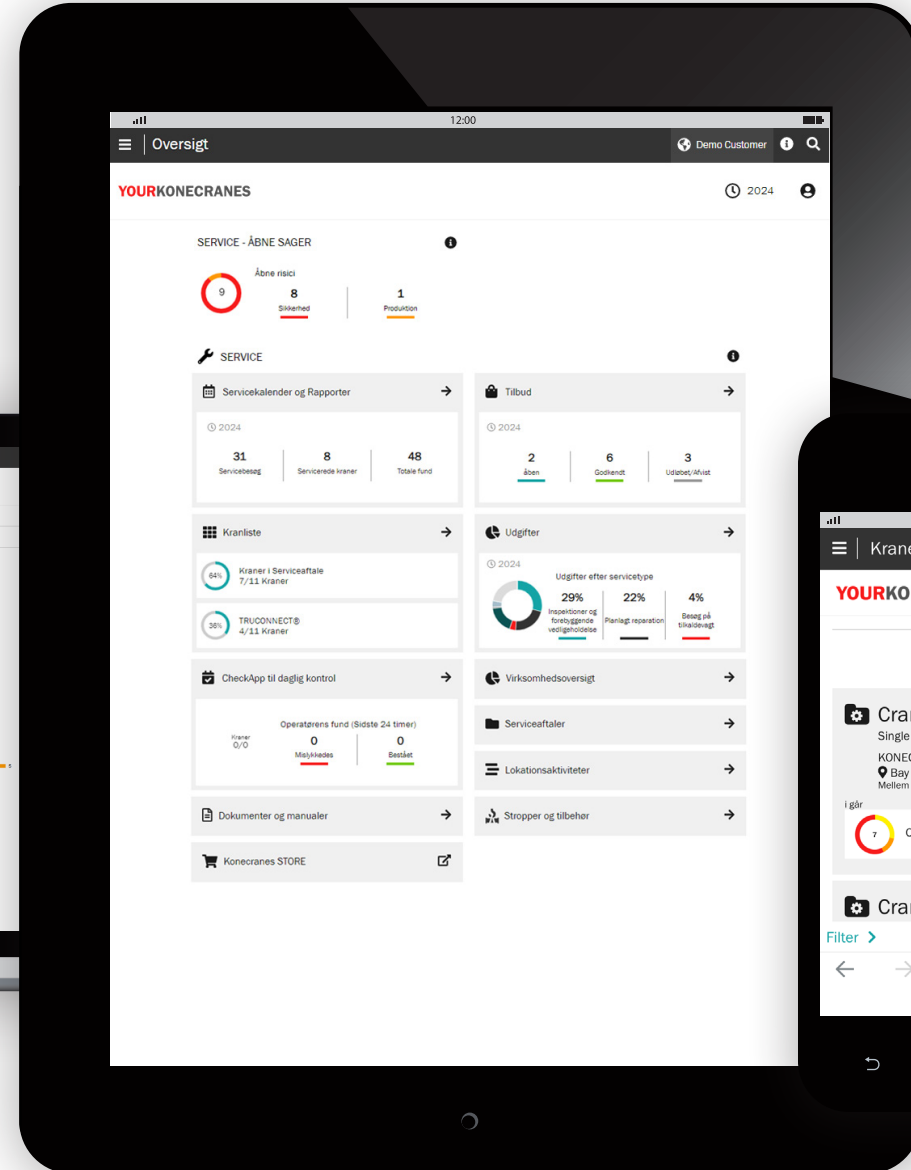 12:00
Oversigt
Demo Customer
YOURKONECRANES
2024
SERVICE - ÅBNE SAGER
9
Åbne risici
8
Sikkerhed
1
Produktion
SERVICE
Servicekalender og Rapporter
2024
31
Servicebesøg
8
Servicerede kraner
48
Totale fund
Tilbud
2024
2
åben
6
Godkendt
3
Udløbet/Afvist
Kranliste
64%
Kraner i Serviceaftale
7/11 Kraner
36%
TRUCONNECT®
4/11 Kraner
Udgifter
2024
Udgifter efter servicetype
29%
Inspektioner og
forebyggende
vedligeholdelse
22%
Planlagt reparation
4%
Besøg på
tilkaldevagt
CheckApp til daglig kontrol
Operatørens fund (Sidste 24 timer)
Kraner
0/0
0
Mislykkedes
0
Bestået
Virksomhedsoversigt
Serviceaftaler
Lokationsaktiviteter
Dokumenter og manualer
Stropper og tilbehør
Konecranes STORE
Krane
YOURKO
Cra
Single
KONEC
Bay
Mellem
i går
7
Cra
Filter